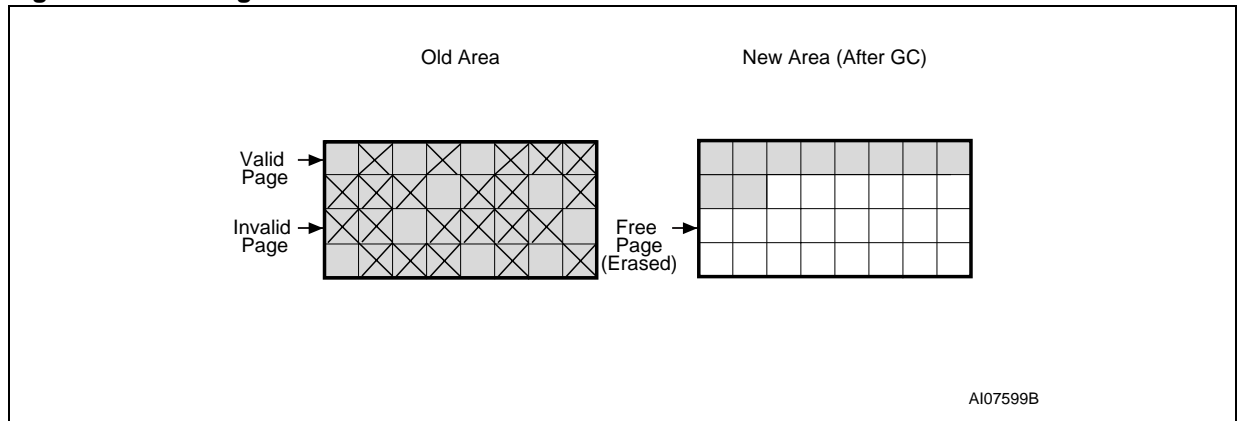 Old Area
New Area (After GC)
Valid
Page
Invalid
Page
Free
Page
(Erased)
AI07599B